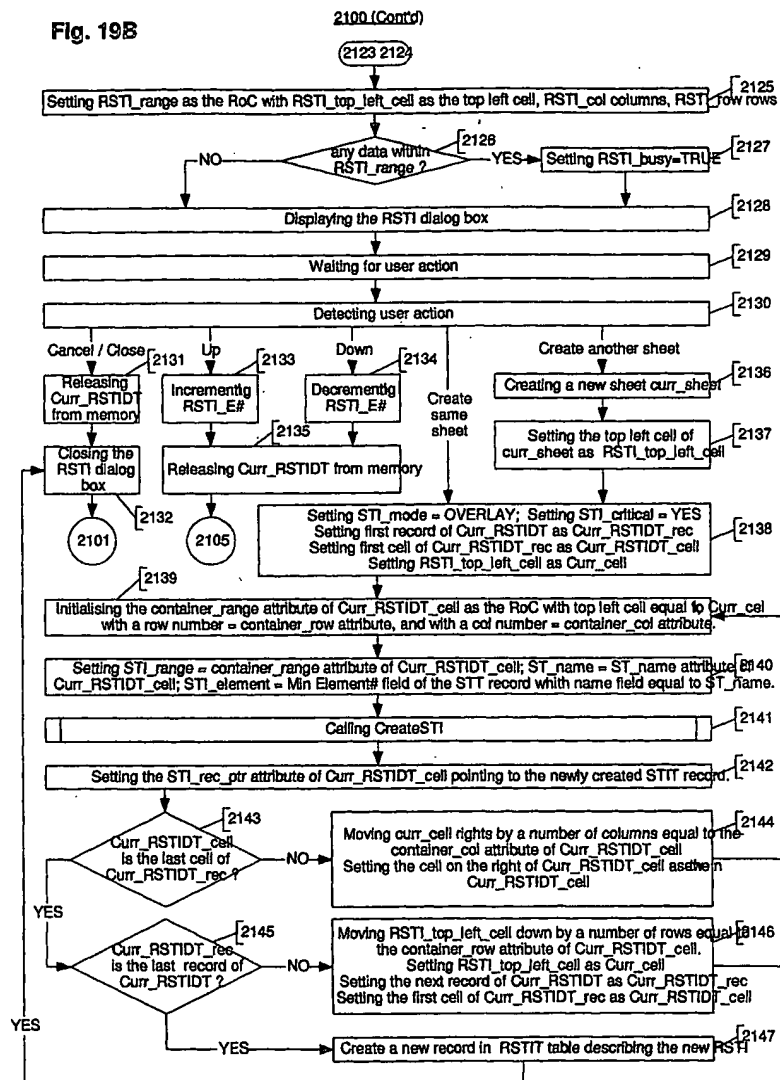 Fig. 19B
2100 (Cont'd)
2123 2124
Setting RSTI_range as the RoC with RSTI_top_left_cell as the top left cell, RSTI_col columns, RSTI_row rows
2125
any data within
RSTI_range ?
2126
NO
YES
Setting RSTI_busy=TRUE
2127
Displaying the RSTI dialog box
2128
Waiting for user action
2129
Detecting user action
2130
Cancel / Close
2131
Releasing
Curr_RSTIDT
from memory
Up
2133
Incrementig
RSTI_E#
Down
2134
Decrementig
RSTI_E#
Create
same
sheet
Create another sheet
2136
Creating a new sheet curr_sheet
Closing the
RSTI dialog
box
2132
2135
Releasing Curr_RSTIDT from memory
Setting the top left cell of
curr_sheet as RSTI_top_left_cell
2137
2101
2105
Setting STI_mode = OVERLAY; Setting STI_critical = YES
Setting first record of Curr_RSTIDT as Curr_RSTIDT_rec
Setting first cell of Curr_RSTIDT_rec as Curr_RSTIDT_cell
Setting RSTI_top_left_cell as Curr_cell
2138
2139
Initialising the container_range attribute of Curr_RSTIDT_cell as the RoC with top left cell equal to Curr_cel
with a row number = container_row attribute, and with a col number = container_col attribute.
Setting STI_range = container_range attribute of Curr_RSTIDT_cell; ST_name = ST_name attribute of
Curr_RSTIDT_cell; STI_element = Min Element# field of the STT record whith name field equal to ST_name.
2140
Calling CreateSTI
2141
Setting the STI_rec_ptr attribute of Curr_RSTIDT_cell pointing to the newly created STIT record.
2142
2143
Curr_RSTIDT_cell
is the last cell of
Curr_RSTIDT_rec ?
NO
YES
Moving curr_cell rights by a number of columns equal to the
container_col attribute of Curr_RSTIDT_cell
Setting the cell on the right of Curr_RSTIDT_cell as
Curr_RSTIDT_cell
2144
2145
Curr_RSTIDT_rec
is the last record of
Curr_RSTIDT ?
NO
YES
Moving RSTI_top_left_cell down by a number of rows equal to
the container_row attribute of Curr_RSTIDT_cell.
Setting RSTI_top_left_cell as Curr_cell
Setting the next record of Curr_RSTIDT as Curr_RSTIDT_rec
Setting the first cell of Curr_RSTIDT_rec as Curr_RSTIDT_cell
2146
YES
Create a new record in RSTIT table describing the new RSTI
2147